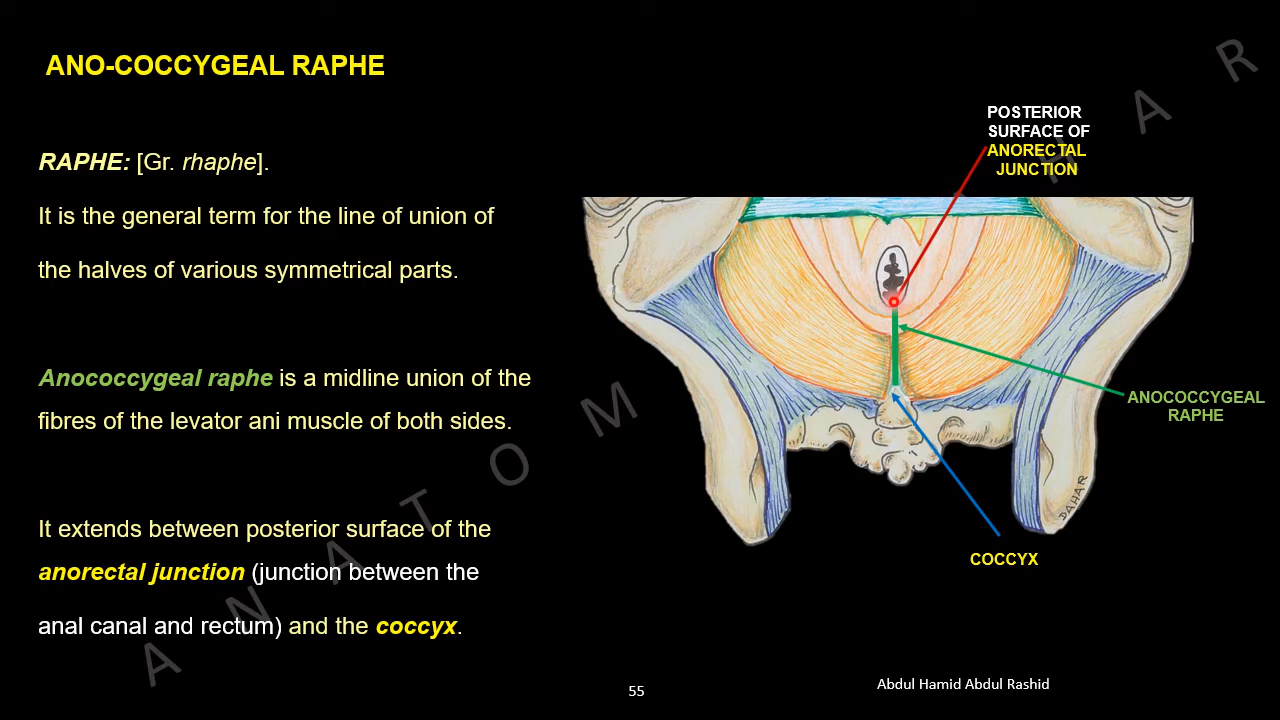 ANO-COCCYGEAL RAPHE
RAPHE: [Gr. rhaphe].
It is the general term for the line of union of
the halves of various symmetrical parts.
Anococcygeal raphe is a midline union of the
fibres of the levator ani muscle of both sides.
It extends between posterior surface of the
anorectal junction (junction between the
anal canal and rectum) and the coccyx.
POSTERIOR
SURFACE OF
ANORECTAL
JUNCTION
ANOCOCCYGEAL
RAPHE
COCCYX
DAHAR
A N A T O M H A R
55
Abdul Hamid Abdul Rashid